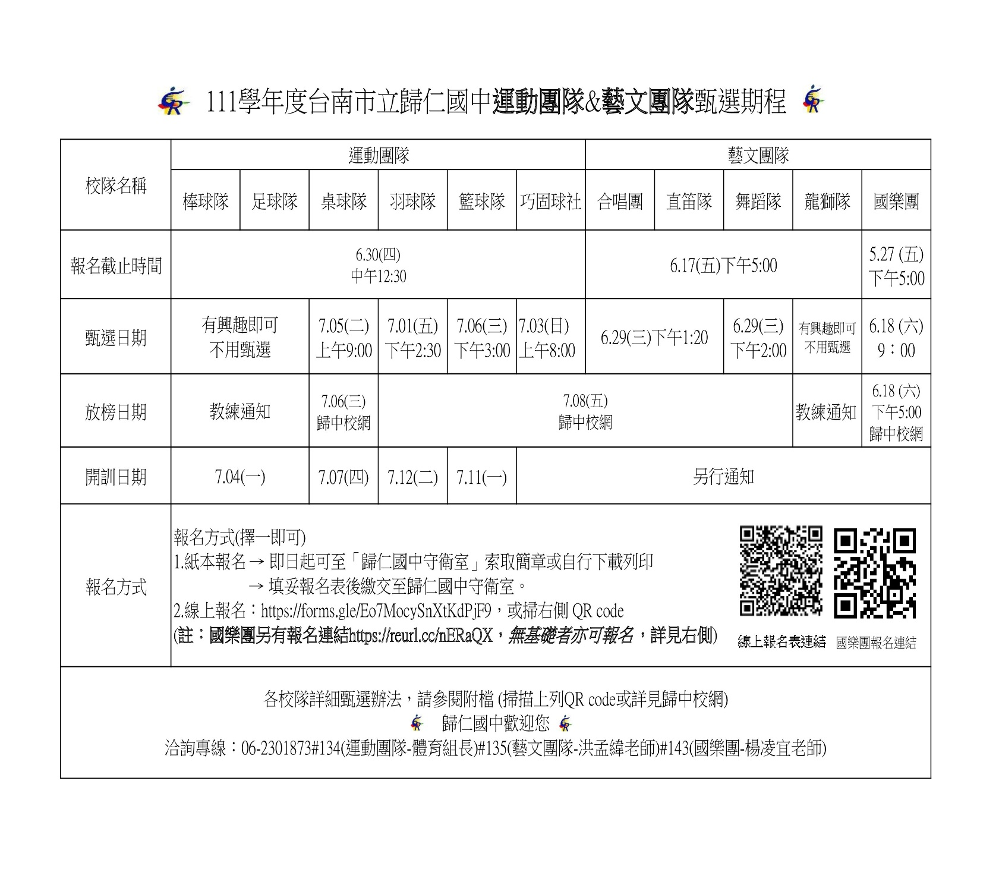 111學年度台南市立歸仁國中運動團隊&藝文團隊甄選期程
校隊名稱
運動團隊
藝文團隊
棒球隊
足球隊
桌球隊
羽球隊
籃球隊
巧固球社
合唱團
直笛隊
舞蹈隊
龍獅隊
國樂團
報名截止時間
6.30(四)
中午12:30
6.17(五)下午5:00
5.27 (五)
下午5:00
甄選日期
有興趣即可
不用甄選
7.05(二)
上午9:00
7.01(五)
下午2:30
7.06(三)
下午3:00
7.03(日)
上午8:00
6.29(三)下午1:20
6.29(三)
下午2:00
有興趣即可
不用甄選
6.18 (六)
9：00
放榜日期
教練通知
7.06(三)
歸中校網
7.08(五)
歸中校網
教練通知
6.18 (六)
下午5:00
歸中校網
開訓日期
7.04(一)
7.07(四)
7.12(二)
7.11(一)
另行通知
報名方式
報名方式(擇一即可)
1.紙本報名→ 即日起可至「歸仁國中守衛室」索取簡章或自行下載列印
→ 填妥報名表後繳交至歸仁國中守衛室。
2.線上報名：https://forms.gle/Eo7MocySnXtKdPjF9，或掃右側 QR code
(註：國樂團另有報名連結https://reurl.cc/nERaQX，無基礎者亦可報名，詳見右側)
線上報名表連結
國樂團報名連結
各校隊詳細甄選辦法，請參閱附檔 (掃描上列QR code或詳見歸中校網)
歸仁國中歡迎您
洽詢專線：06-2301873#134(運動團隊-體育組長)#135(藝文團隊-洪孟緯老師)#143(國樂團-楊凌宜老師)